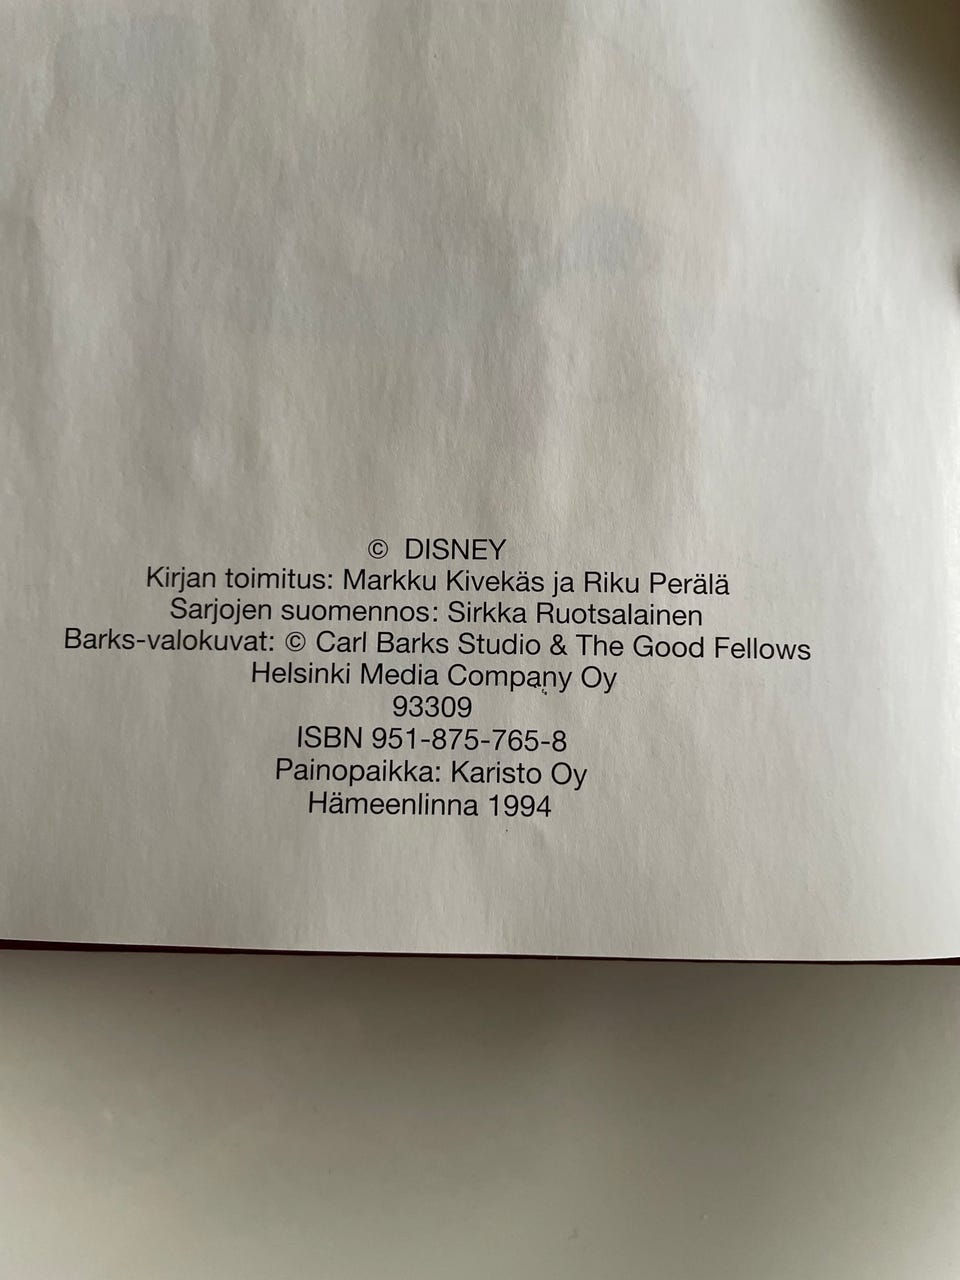 © DISNEY
Kirjan toimitus: Markku Kivekäs ja Riku Perälä
Sarjojen suomennos: Sirkka Ruotsalainen
Barks-valokuvat: © Carl Barks Studio & The Good Fellows
Helsinki Media Company Oy
93309
ISBN 951-875-765-8
Painopaikka: Karisto Oy
Hämeenlinna 1994